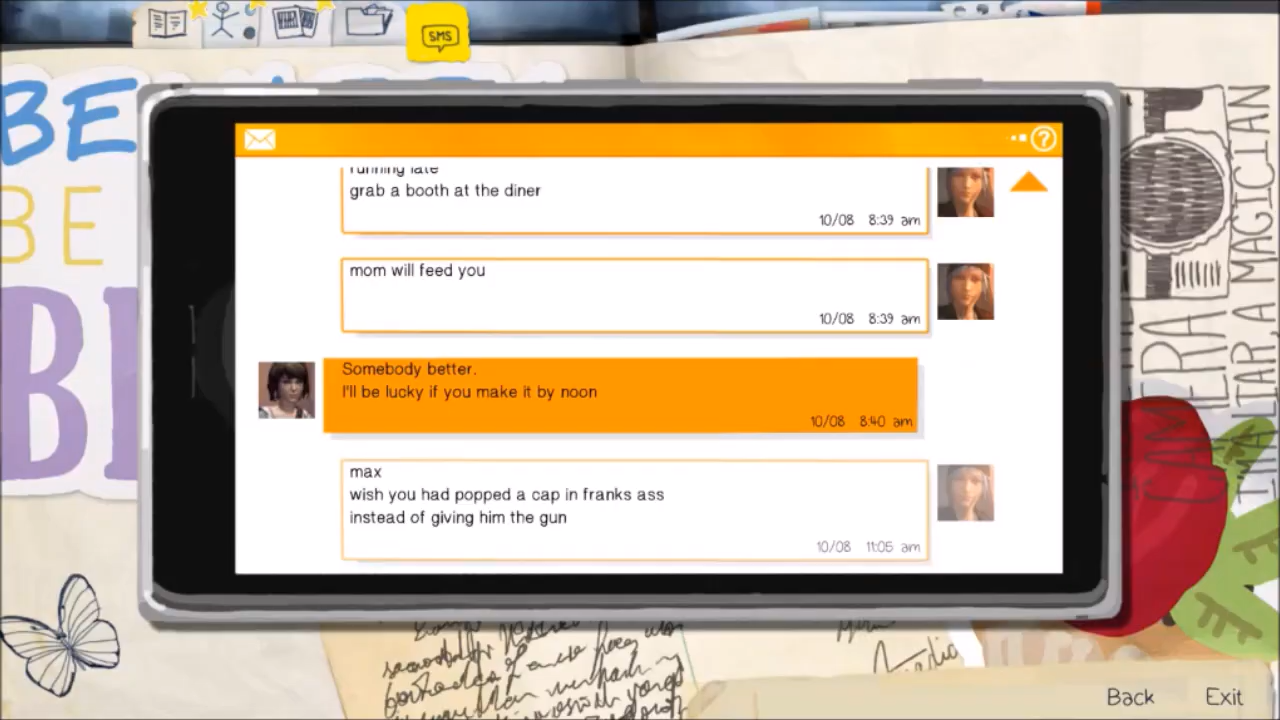 SMS
running late
grab a booth at the diner
10/08 8:39 am
mom will feed you
10/08 8:39 am
Somebody better.
I'll be lucky if you make it by noon
10/08 8:40 am
max
wish you had popped a cap in franks ass
instead of giving him the gun
10/08 11:05 am
BE
BE
MAGICIAN
Back
Exit